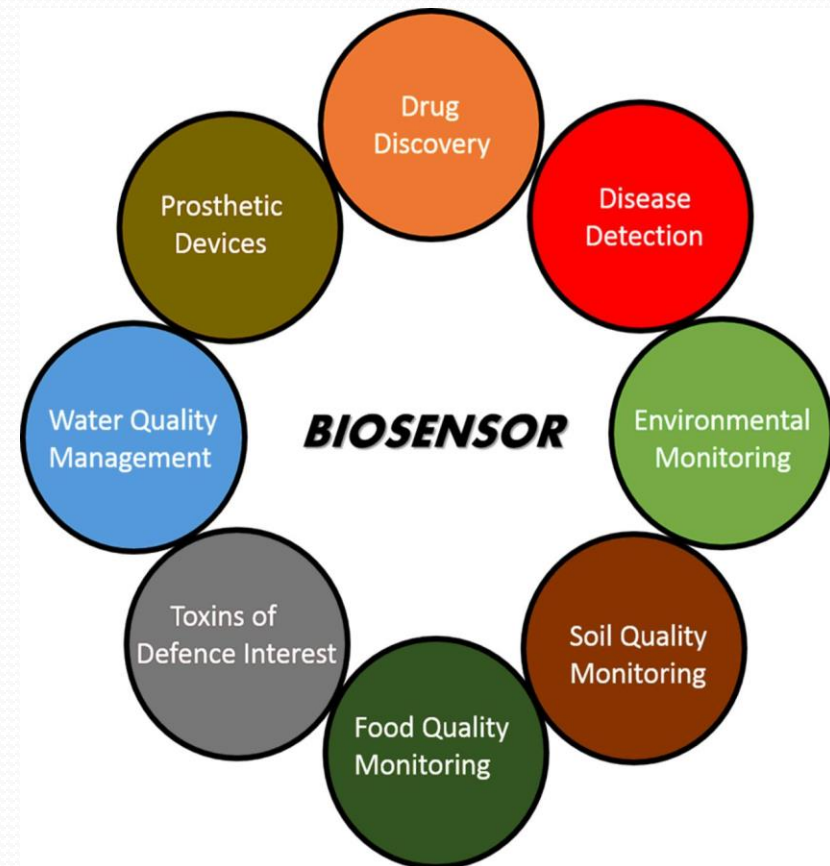 Drug
Discovery
Disease
Detection
Environmental
Monitoring
Soil Quality
Monitoring
Food Quality
Monitoring
Toxins of
Defence Interest
Water Quality
Management
Prosthetic
Devices
BIOSENSOR